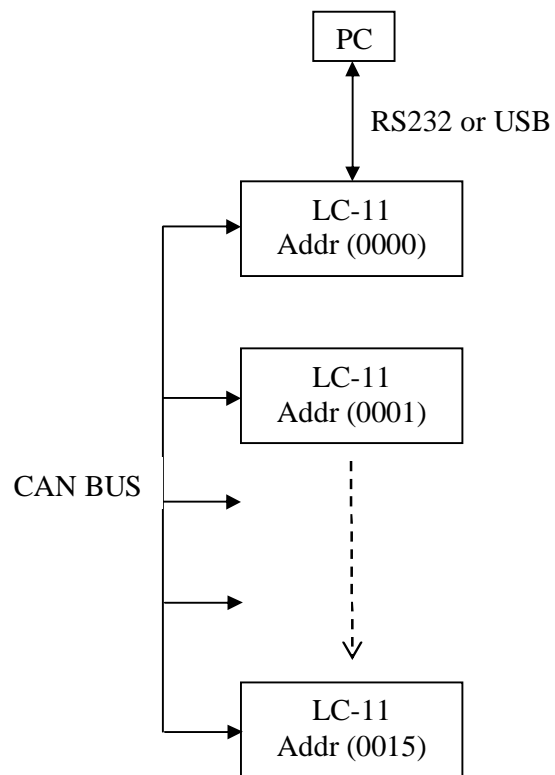 PC
RS232 or USB
LC-11
Addr (0000)
LC-11
Addr (0001)
CAN BUS
LC-11
Addr (0015)